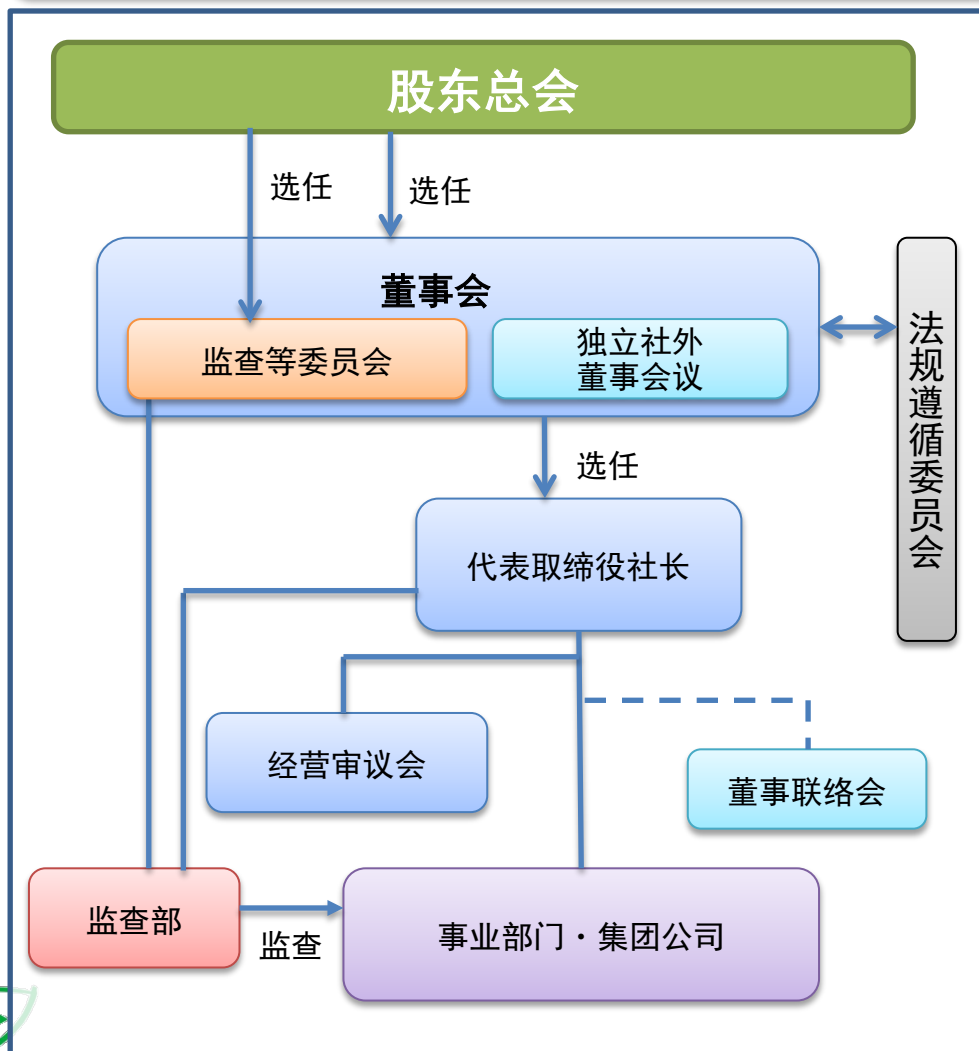 股东总会
选任
选任
董事会
监查等委员会
独立社外
董事会议
法规遵循委员会
选任
代表取缔役社长
经营审议会
董事联络会
监查部
监查
事业部门・集团公司